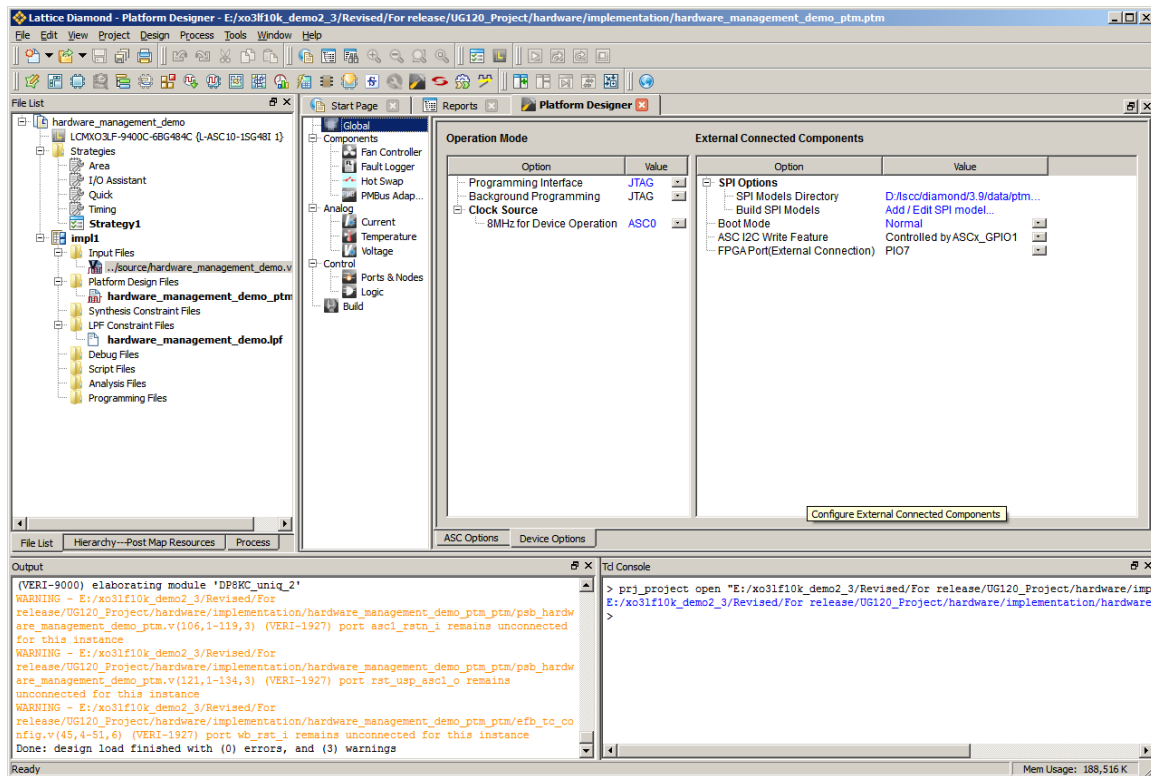 Lattice Diamond - Platform Designer - E:/xo3lf10k_demo2_3/Revised/For release/UG120_Project/hardware/implementation/hardware_management_demo_ptm.ptm
File Edit View Project Design Process Tools Window Help
File List
hardware_management_demo
LCMXO3LF-9400C-6BG484C {L-ASC10-1SG48I 1}
Strategies
Area
I/O Assistant
Quick
Timing
Strategy1
impl1
Input Files
../source/hardware_management_demo.v
Platform Design Files
hardware_management_demo_ptm
Synthesis Constraint Files
LPF Constraint Files
hardware_management_demo.lpf
Debug Files
Script Files
Analysis Files
Programming Files
File List Hierarchy---Post Map Resources Process
Start Page Reports Platform Designer
Global
Components
Fan Controller
Fault Logger
Hot Swap
PMBus Adap...
Analog
Current
Temperature
Voltage
Control
Ports & Nodes
Logic
Build
Operation Mode
Option Value
Programming Interface JTAG
Background Programming JTAG
Clock Source
8MHz for Device Operation ASC0
External Connected Components
Option Value
SPI Options
SPI Models Directory D:/lscc/diamond/3.9/data/ptm...
Build SPI Models Add / Edit SPI model...
Boot Mode Normal
ASC I2C Write Feature Controlled by ASCx_GPIO1
FPGA Port(External Connection) PIO7
Configure External Connected Components
ASC Options Device Options
Output
(VERI-9000) elaborating module 'DP8KC_uniq_2'
WARNING - E:/xo3lf10k_demo2_3/Revised/For
release/UG120_Project/hardware/implementation/hardware_management_demo_ptm_ptm/psb_hardw
are_management_demo_ptm.v(106,1-119,3) (VERI-1927) port asc1_rstn_i remains unconnected
for this instance
WARNING - E:/xo3lf10k_demo2_3/Revised/For
release/UG120_Project/hardware/implementation/hardware_management_demo_ptm_ptm/psb_hardw
are_management_demo_ptm.v(121,1-134,3) (VERI-1927) port rst_usp_asc1_o remains
unconnected for this instance
WARNING - E:/xo3lf10k_demo2_3/Revised/For
release/UG120_Project/hardware/implementation/hardware_management_demo_ptm_ptm/efb_tc_co
nfig.v(45,4-51,6) (VERI-1927) port wb_rst_i remains unconnected for this instance
Done: design load finished with (0) errors, and (3) warnings
Tcl Console
> prj_project open "E:/xo3lf10k_demo2_3/Revised/For release/UG120_Project/hardware/imp
E:/xo3lf10k_demo2_3/Revised/For release/UG120_Project/hardware/implementation/hardware
>
Ready
Mem Usage: 188,516 K